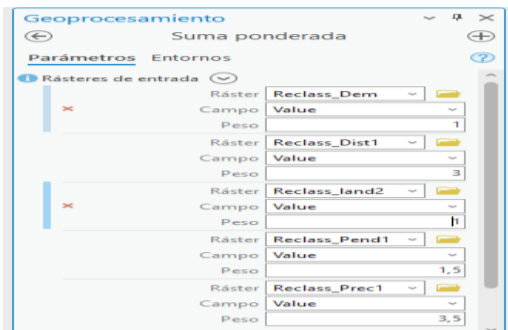 Geoprocesamiento
Suma ponderada
Parámetros Entornos
Rásteres de entrada
Ráster Reclass_Dem
Campo Value
Peso 1
Ráster Reclass_Dist1
Campo Value
Peso 3
Ráster Reclass_land2
Campo Value
Peso 1
Ráster Reclass_Pend1
Campo Value
Peso 1,5
Ráster Reclass_Prec1
Campo Value
Peso 3,5